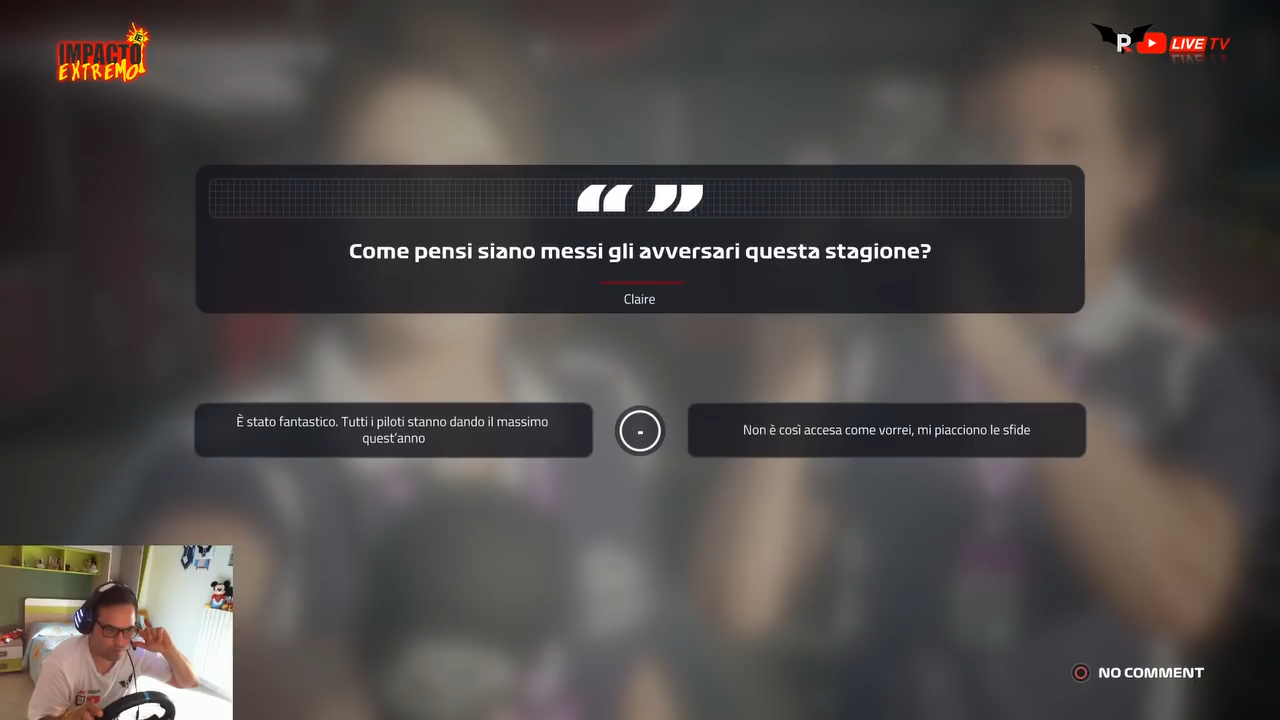 IMPACTO
EXTREMO
R LIVE TV
Come pensi siano messi gli avversari questa stagione?
Claire
È stato fantastico. Tutti i piloti stanno dando il massimo
quest'anno
-
Non è così accesa come vorrei, mi piacciono le sfide
NO COMMENT